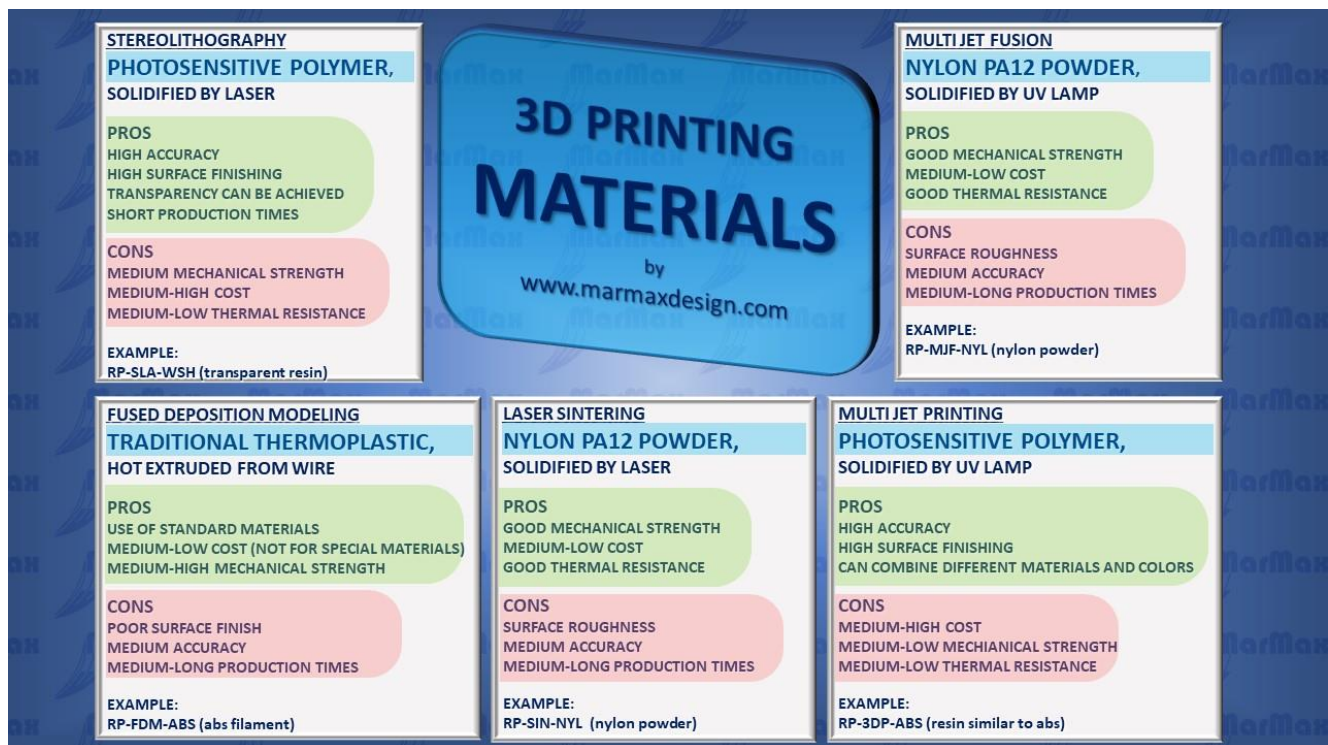 STEREOLITHOGRAPHY
PHOTOSENSITIVE POLYMER,
SOLIDIFIED BY LASER
PROS
HIGH ACCURACY
HIGH SURFACE FINISHING
TRANSPARENCY CAN BE ACHIEVED
SHORT PRODUCTION TIMES
CONS
MEDIUM MECHANICAL STRENGTH
MEDIUM-HIGH COST
MEDIUM-LOW THERMAL RESISTANCE
EXAMPLE:
RP-SLA-WSH (transparent resin)
3D PRINTING
MATERIALS
by
www.marmaxdesign.com
MULTI JET FUSION
NYLON PA12 POWDER,
SOLIDIFIED BY UV LAMP
PROS
GOOD MECHANICAL STRENGTH
MEDIUM-LOW COST
GOOD THERMAL RESISTANCE
CONS
SURFACE ROUGHNESS
MEDIUM ACCURACY
MEDIUM-LONG PRODUCTION TIMES
EXAMPLE:
RP-MJF-NYL (nylon powder)
FUSED DEPOSITION MODELING
TRADITIONAL THERMOPLASTIC,
HOT EXTRUDED FROM WIRE
PROS
USE OF STANDARD MATERIALS
MEDIUM-LOW COST (NOT FOR SPECIAL MATERIALS)
MEDIUM-HIGH MECHANICAL STRENGTH
CONS
POOR SURFACE FINISH
MEDIUM ACCURACY
MEDIUM-LONG PRODUCTION TIMES
EXAMPLE:
RP-FDM-ABS (abs filament)
LASER SINTERING
NYLON PA12 POWDER,
SOLIDIFIED BY LASER
PROS
GOOD MECHANICAL STRENGTH
MEDIUM-LOW COST
GOOD THERMAL RESISTANCE
CONS
SURFACE ROUGHNESS
MEDIUM ACCURACY
MEDIUM-LONG PRODUCTION TIMES
EXAMPLE:
RP-SIN-NYL (nylon powder)
MULTI JET PRINTING
PHOTOSENSITIVE POLYMER,
SOLIDIFIED BY UV LAMP
PROS
HIGH ACCURACY
HIGH SURFACE FINISHING
CAN COMBINE DIFFERENT MATERIALS AND COLORS
CONS
MEDIUM-HIGH COST
MEDIUM-LOW MECHIANICAL STRENGTH
MEDIUM-LOW THERMAL RESISTANCE
EXAMPLE:
RP-3DP-ABS (resin similar to abs)